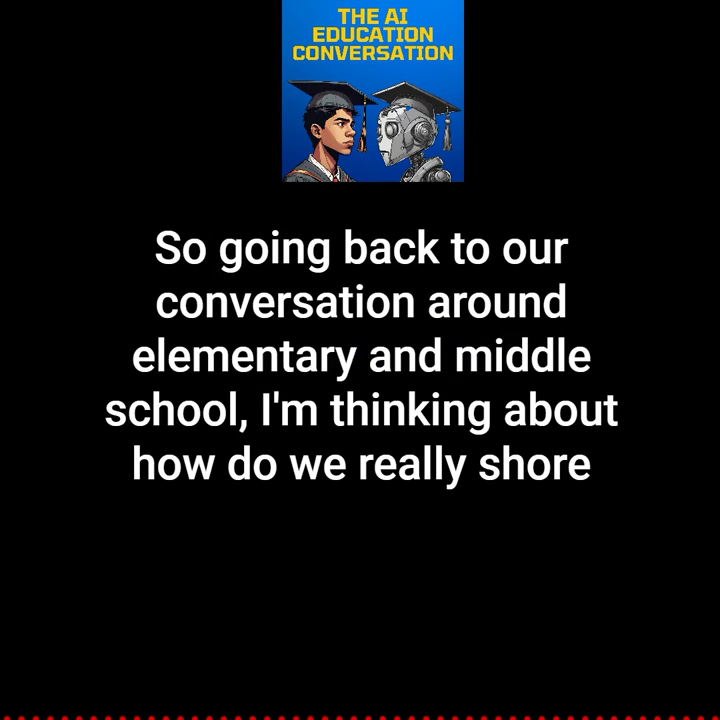 THE AI
EDUCATION
CONVERSATION
So going back to our
conversation around
elementary and middle
school, I'm thinking about
how do we really shore